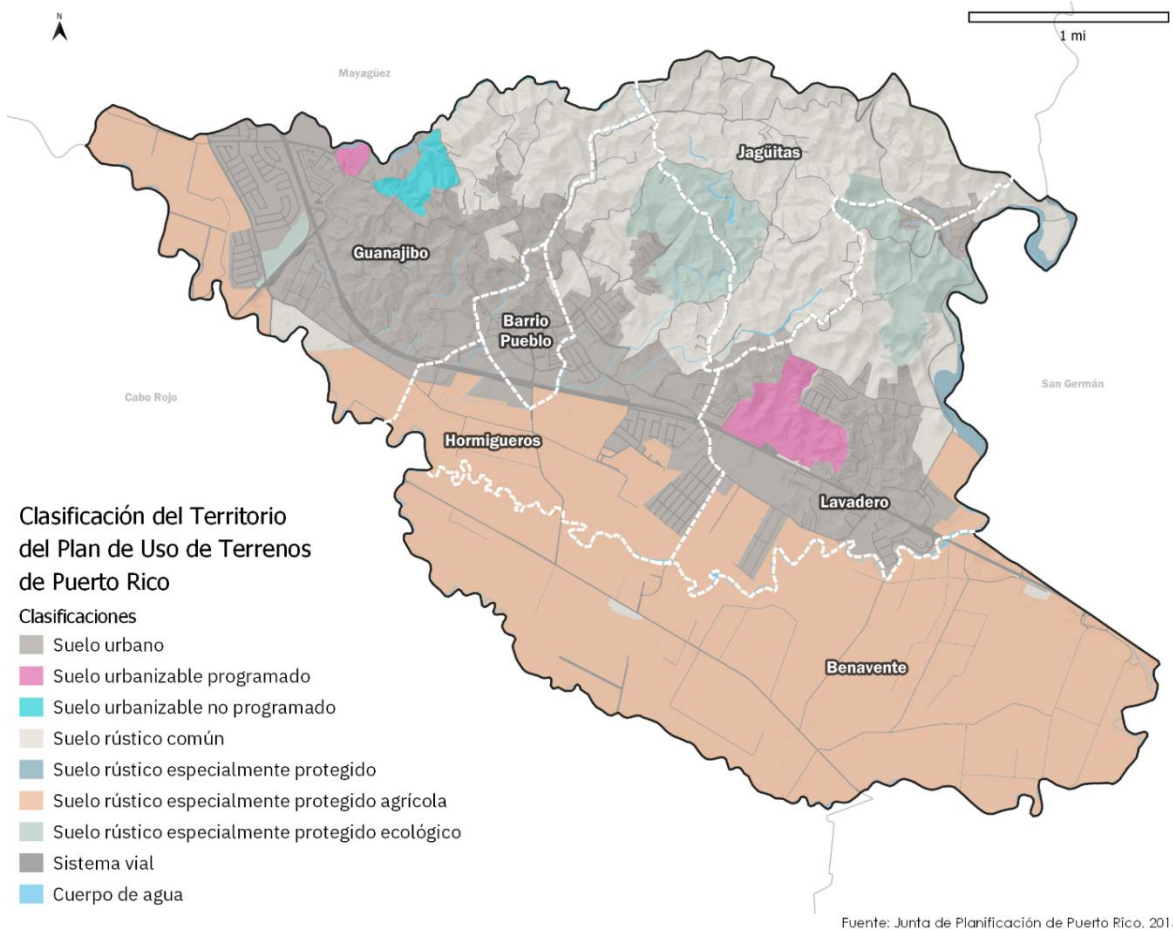 N
1 mi
Mayagüez
Jagüitas
Guanajibo
Barrio
Pueblo
San Germán
Cabo Rojo
Hormigueros
Lavadero
Benavente
Clasificación del Territorio
del Plan de Uso de Terrenos
de Puerto Rico
Clasificaciones
Suelo urbano
Suelo urbanizable programado
Suelo urbanizable no programado
Suelo rústico común
Suelo rústico especialmente protegido
Suelo rústico especialmente protegido agrícola
Suelo rústico especialmente protegido ecológico
Sistema vial
Cuerpo de agua
Fuente: Junta de Planificación de Puerto Rico, 201